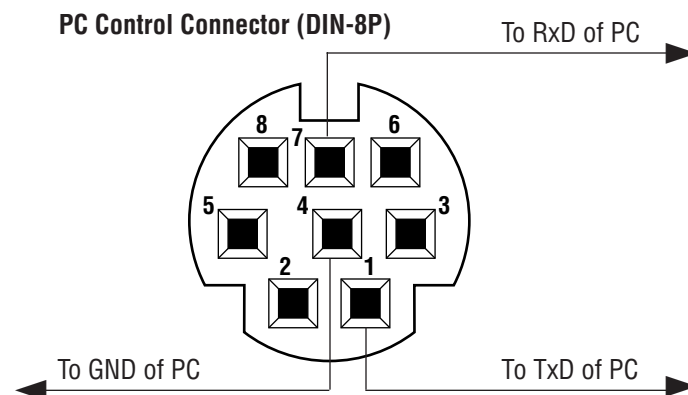 PC Control Connector (DIN-8P)
To RxD of PC
8 7 6
5 4 3
2 1
To GND of PC
To TxD of PC